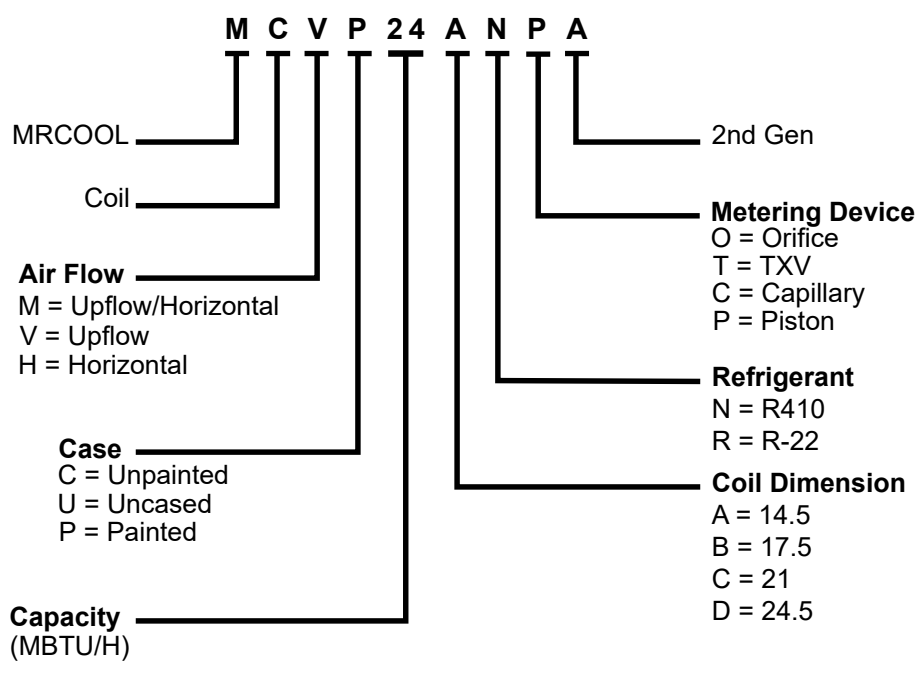 M C V P 24 A N P A
MRCOOL
Coil
Air Flow
M = Upflow/Horizontal
V = Upflow
H = Horizontal
Case
C = Unpainted
U = Uncased
P = Painted
Capacity
(MBTU/H)
2nd Gen
Metering Device
O = Orifice
T = TXV
C = Capillary
P = Piston
Refrigerant
N = R410
R = R-22
Coil Dimension
A = 14.5
B = 17.5
C = 21
D = 24.5